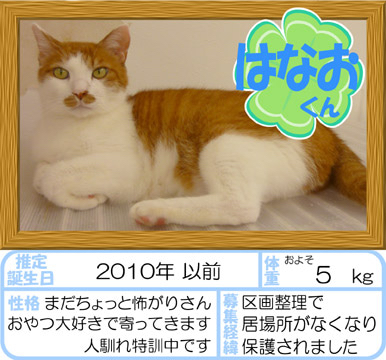 はなお
くん
推定
誕生日
2010年 以前
体重
およそ
5 kg
性格 まだちょっと怖がりさん
おやつ大好きで寄ってきます
人馴れ特訓中です
募集経緯
区画整理で
居場所がなくなり
保護されました